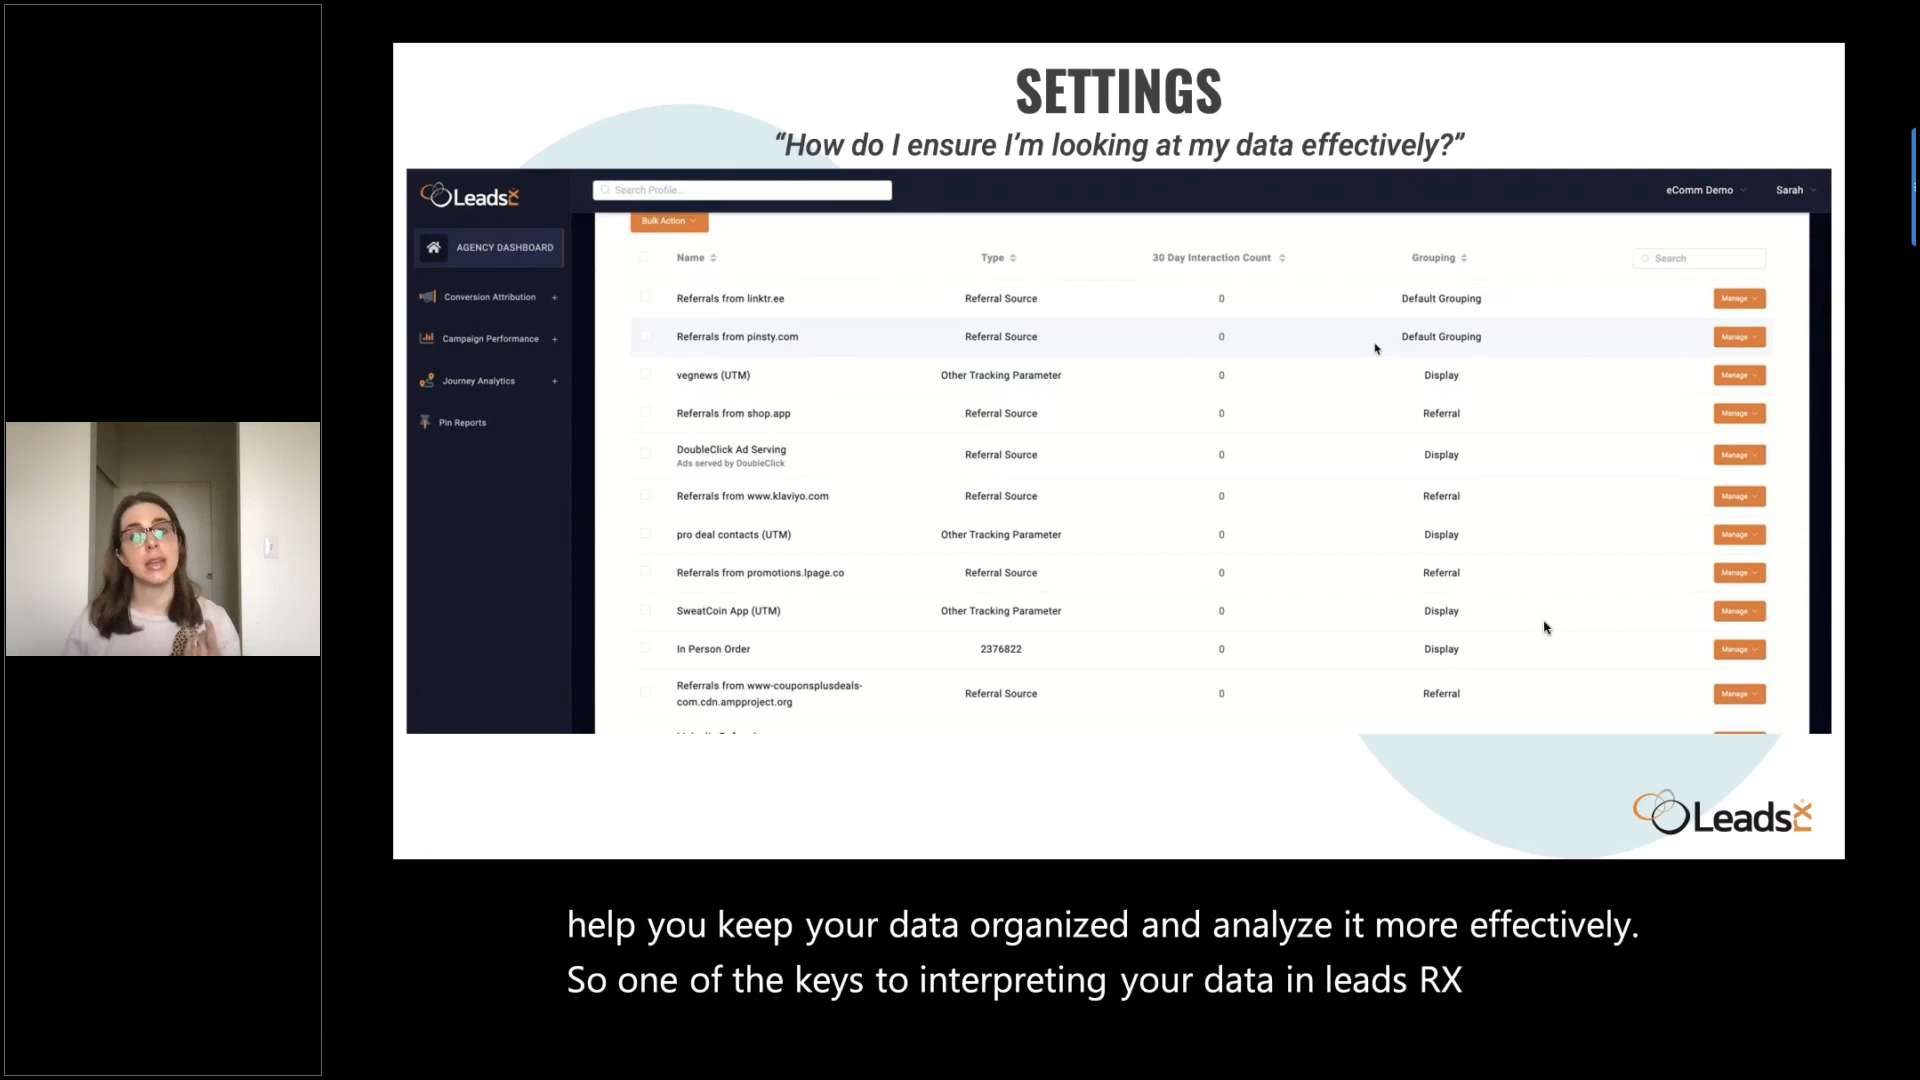 SETTINGS
“How do I ensure I’m looking at my data effectively?”
LeadsRx
Search Profile...
eComm Demo
Sarah
AGENCY DASHBOARD
Conversion Attribution +
Campaign Performance +
Journey Analytics +
Pin Reports
Bulk Action
Name Type 30 Day Interaction Count Grouping Search
Referrals from linktr.ee Referral Source 0 Default Grouping Manage
Referrals from pinsty.com Referral Source 0 Default Grouping Manage
vegnews (UTM) Other Tracking Parameter 0 Display Manage
Referrals from shop.app Referral Source 0 Referral Manage
DoubleClick Ad Serving Referral Source 0 Display Manage
Ads served by DoubleClick
Referrals from www.klaviyo.com Referral Source 0 Referral Manage
pro deal contacts (UTM) Other Tracking Parameter 0 Display Manage
Referrals from promotions.lpage.co Referral Source 0 Referral Manage
SweatCoin App (UTM) Other Tracking Parameter 0 Display Manage
In Person Order 2376822 0 Display Manage
Referrals from www-couponsplusdeals- Referral Source 0 Referral Manage
com.cdn.ampproject.org
LeadsRx
help you keep your data organized and analyze it more effectively.
So one of the keys to interpreting your data in leads RX